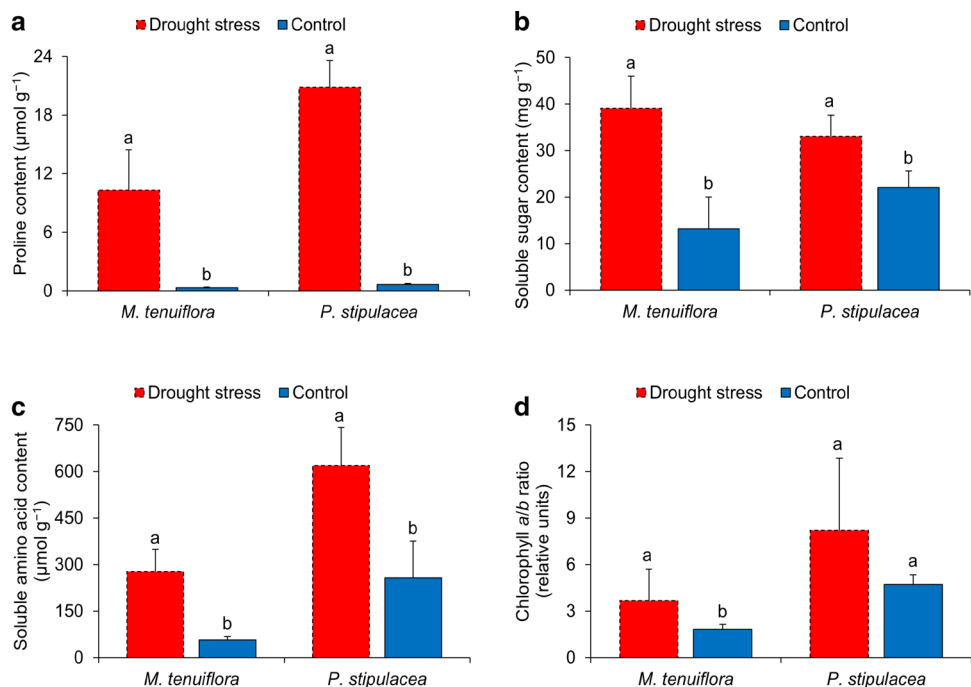 a
Drought stress Control
Proline content (µmol g⁻¹)
24
18
12
6
0
a
b
a
b
M. tenuiflora P. stipulacea
b
Drought stress Control
Soluble sugar content (mg g⁻¹)
50
40
30
20
10
0
a
b
a
b
M. tenuiflora P. stipulacea
c
Drought stress Control
Soluble amino acid content
(µmol g⁻¹)
750
600
450
300
150
0
a
b
a
b
M. tenuiflora P. stipulacea
d
Drought stress Control
Chlorophyll a/b ratio
(relative units)
15
12
9
6
3
0
a
b
a
a
M. tenuiflora P. stipulacea